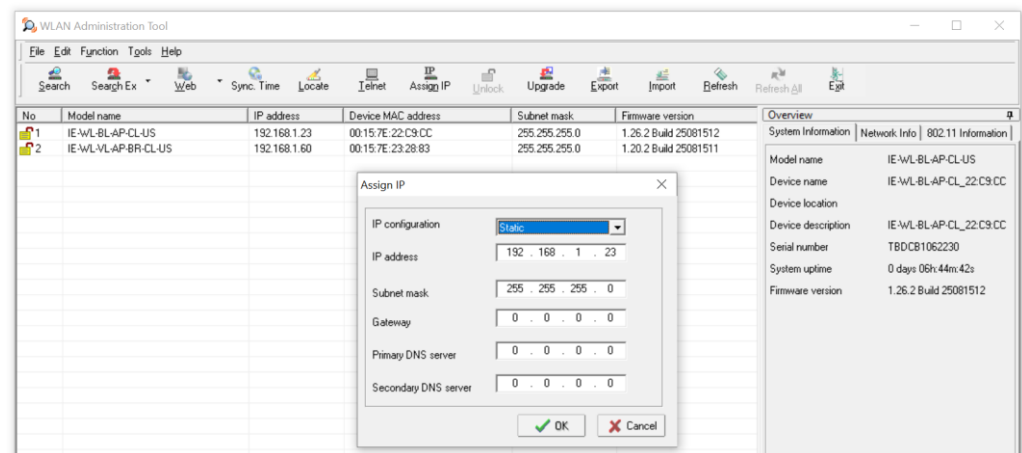 WLAN Administration Tool
File Edit Function Tools Help
Search Search Ex Web Sync. Time Locate Telnet Assign IP Unlock Upgrade Export Import Refresh Refresh All Exit
IP
No Model name IP address Device MAC address Subnet mask Firmware version
1 IE-WL-BL-AP-CL-US 192.168.1.23 00:15:7E:22:C9:CC 255.255.255.0 1.26.2 Build 25081512
2 IE-WL-VL-AP-BR-CL-US 192.168.1.60 00:15:7E:23:28:83 255.255.255.0 1.20.2 Build 25081511
Assign IP
IP configuration Static
IP address 192 . 168 . 1 . 23
Subnet mask 255 . 255 . 255 . 0
Gateway 0 . 0 . 0 . 0
Primary DNS server 0 . 0 . 0 . 0
Secondary DNS server 0 . 0 . 0 . 0
OK Cancel
Overview
System Information Network Info 802.11 Information
Model name IE-WL-BL-AP-CL-US
Device name IE-WL-BL-AP-CL_22:C9:CC
Device location
Device description IE-WL-BL-AP-CL_22:C9:CC
Serial number TBDCB1062230
System uptime 0 days 06h:44m:42s
Firmware version 1.26.2 Build 25081512